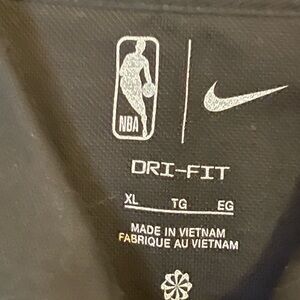 NBA
DRI-FIT
XL TG EG
MADE IN VIETNAM
FABRIQUE AU VIETNAM